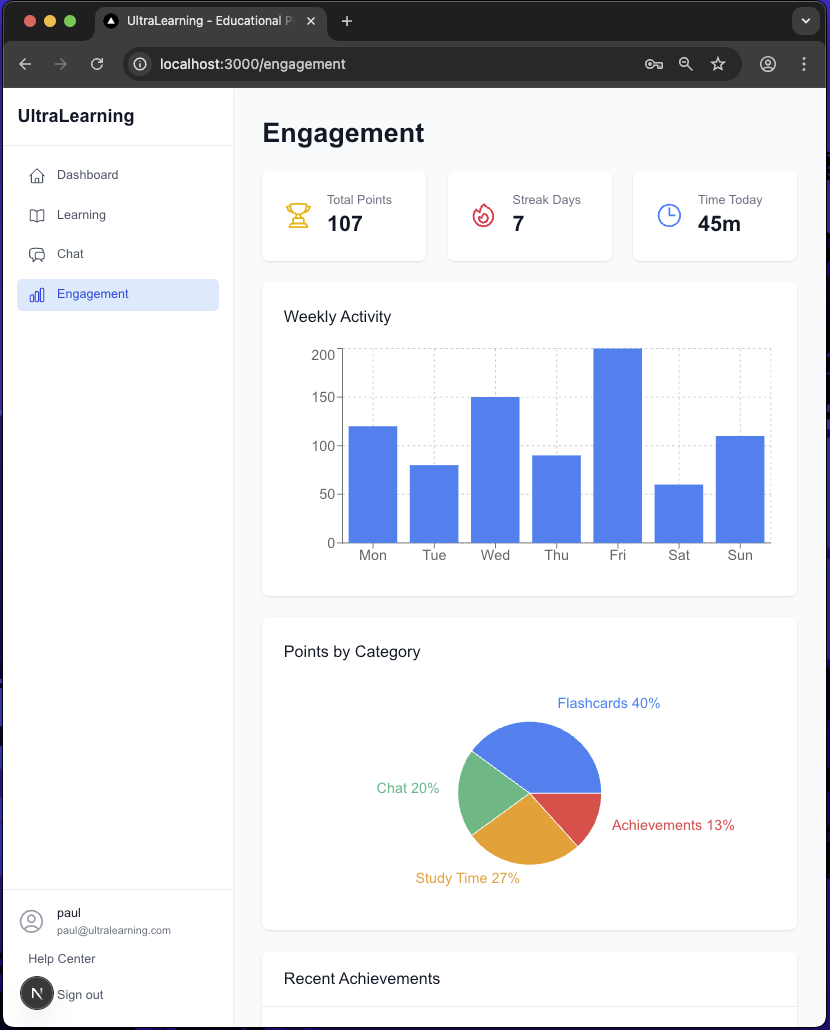 UltraLearning - Educational P
localhost:3000/engagement
UltraLearning
Dashboard
Learning
Chat
Engagement
paul
paul@ultralearning.com
Help Center
N
Sign out
Engagement
Total Points
107
Streak Days
7
Time Today
45m
Weekly Activity
200
150
100
50
0
Mon Tue Wed Thu Fri Sat Sun
Points by Category
Flashcards 40%
Chat 20%
Achievements 13%
Study Time 27%
Recent Achievements